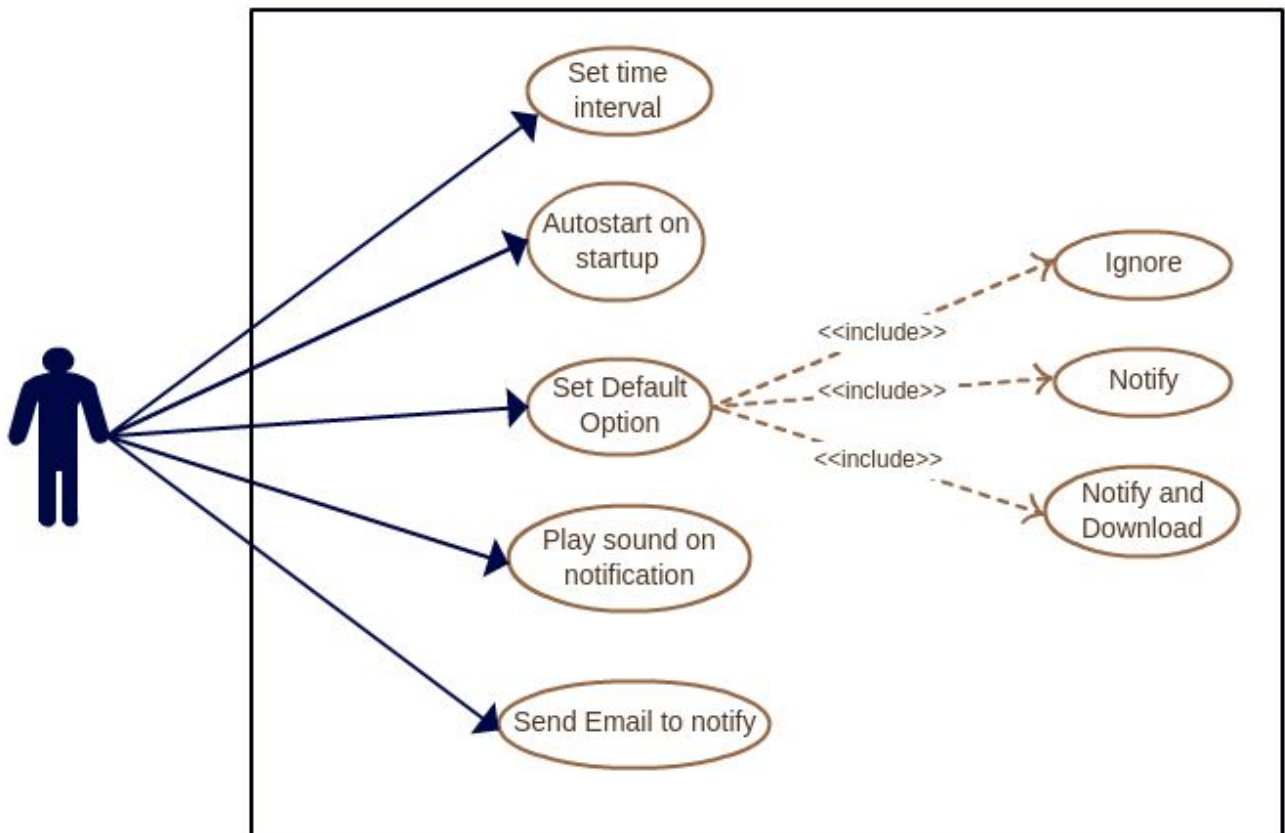 Set time
interval
Autostart on
startup
Set Default
Option
Play sound on
notification
Send Email to notify
<<include>>
<<include>>
<<include>>
Ignore
Notify
Notify and
Download